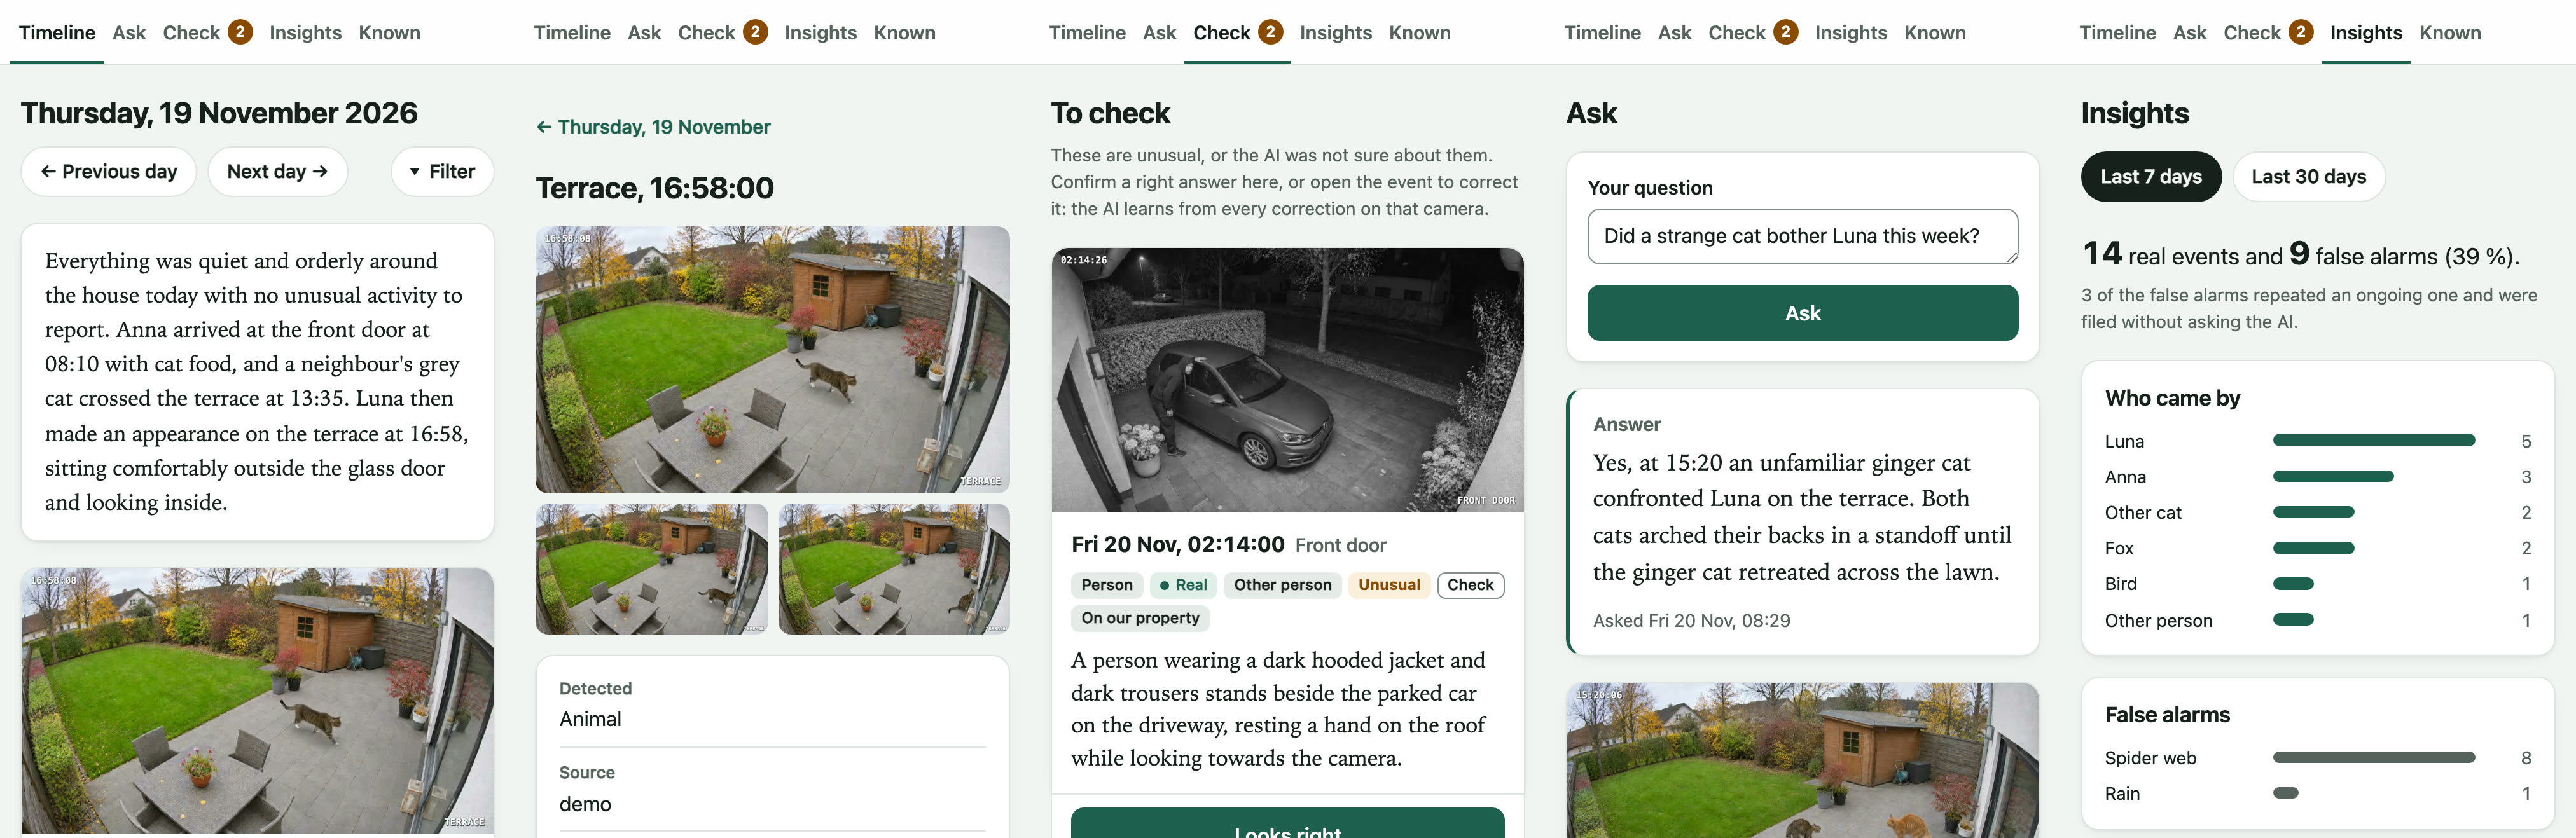 Timeline Ask Check 2 Insights Known
Thursday, 19 November 2026
← Previous day
Next day →
▼ Filter
Everything was quiet and orderly around
the house today with no unusual activity to
report. Anna arrived at the front door at
08:10 with cat food, and a neighbour's grey
cat crossed the terrace at 13:35. Luna then
made an appearance on the terrace at 16:58,
sitting comfortably outside the glass door
and looking inside.
16:58:08
TERRACE
Timeline Ask Check 2 Insights Known
← Thursday, 19 November
Terrace, 16:58:00
16:58:08
TERRACE
Detected
Animal
Source
demo
Timeline Ask Check 2 Insights Known
To check
These are unusual, or the AI was not sure about them.
Confirm a right answer here, or open the event to correct
it: the AI learns from every correction on that camera.
02:14:26
FRONT DOOR
Fri 20 Nov, 02:14:00 Front door
Person ● Real Other person Unusual Check
On our property
A person wearing a dark hooded jacket and
dark trousers stands beside the parked car
on the driveway, resting a hand on the roof
while looking towards the camera.
Looks right
Timeline Ask Check 2 Insights Known
Ask
Your question
Did a strange cat bother Luna this week?
Ask
Answer
Yes, at 15:20 an unfamiliar ginger cat
confronted Luna on the terrace. Both
cats arched their backs in a standoff until
the ginger cat retreated across the lawn.
Asked Fri 20 Nov, 08:29
15:20:06
Timeline Ask Check 2 Insights Known
Insights
Last 7 days
Last 30 days
14 real events and 9 false alarms (39 %).
3 of the false alarms repeated an ongoing one and were
filed without asking the AI.
Who came by
Luna 5
Anna 3
Other cat 2
Fox 2
Bird 1
Other person 1
False alarms
Spider web 8
Rain 1